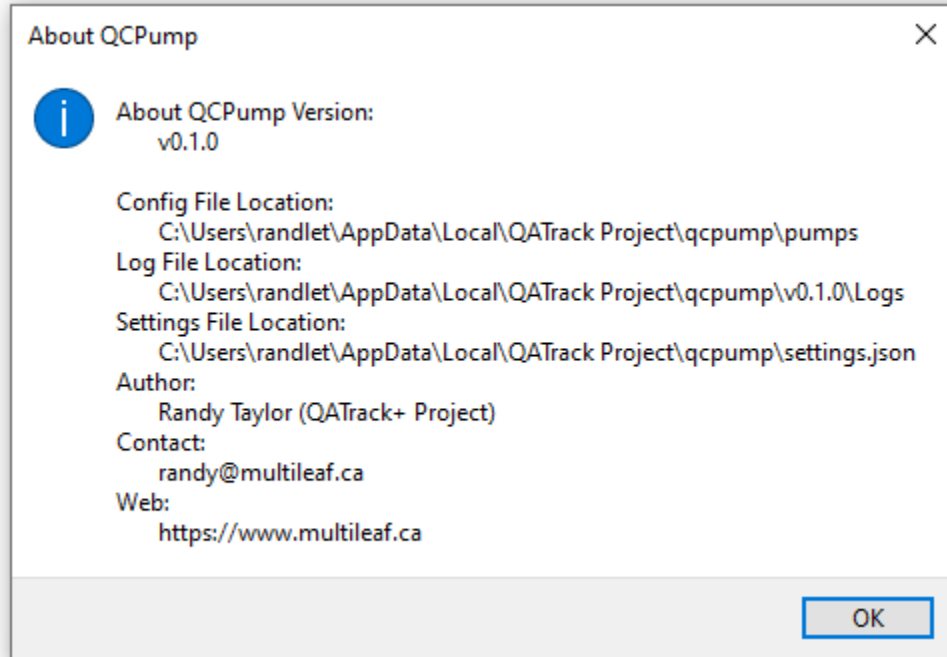 About QCPump
About QCPump Version:
v0.1.0
Config File Location:
C:\Users\randlet\AppData\Local\QATrack Project\qcpump\pumps
Log File Location:
C:\Users\randlet\AppData\Local\QATrack Project\qcpump\v0.1.0\Logs
Settings File Location:
C:\Users\randlet\AppData\Local\QATrack Project\qcpump\settings.json
Author:
Randy Taylor (QATrack+ Project)
Contact:
randy@multileaf.ca
Web:
https://www.multileaf.ca
OK